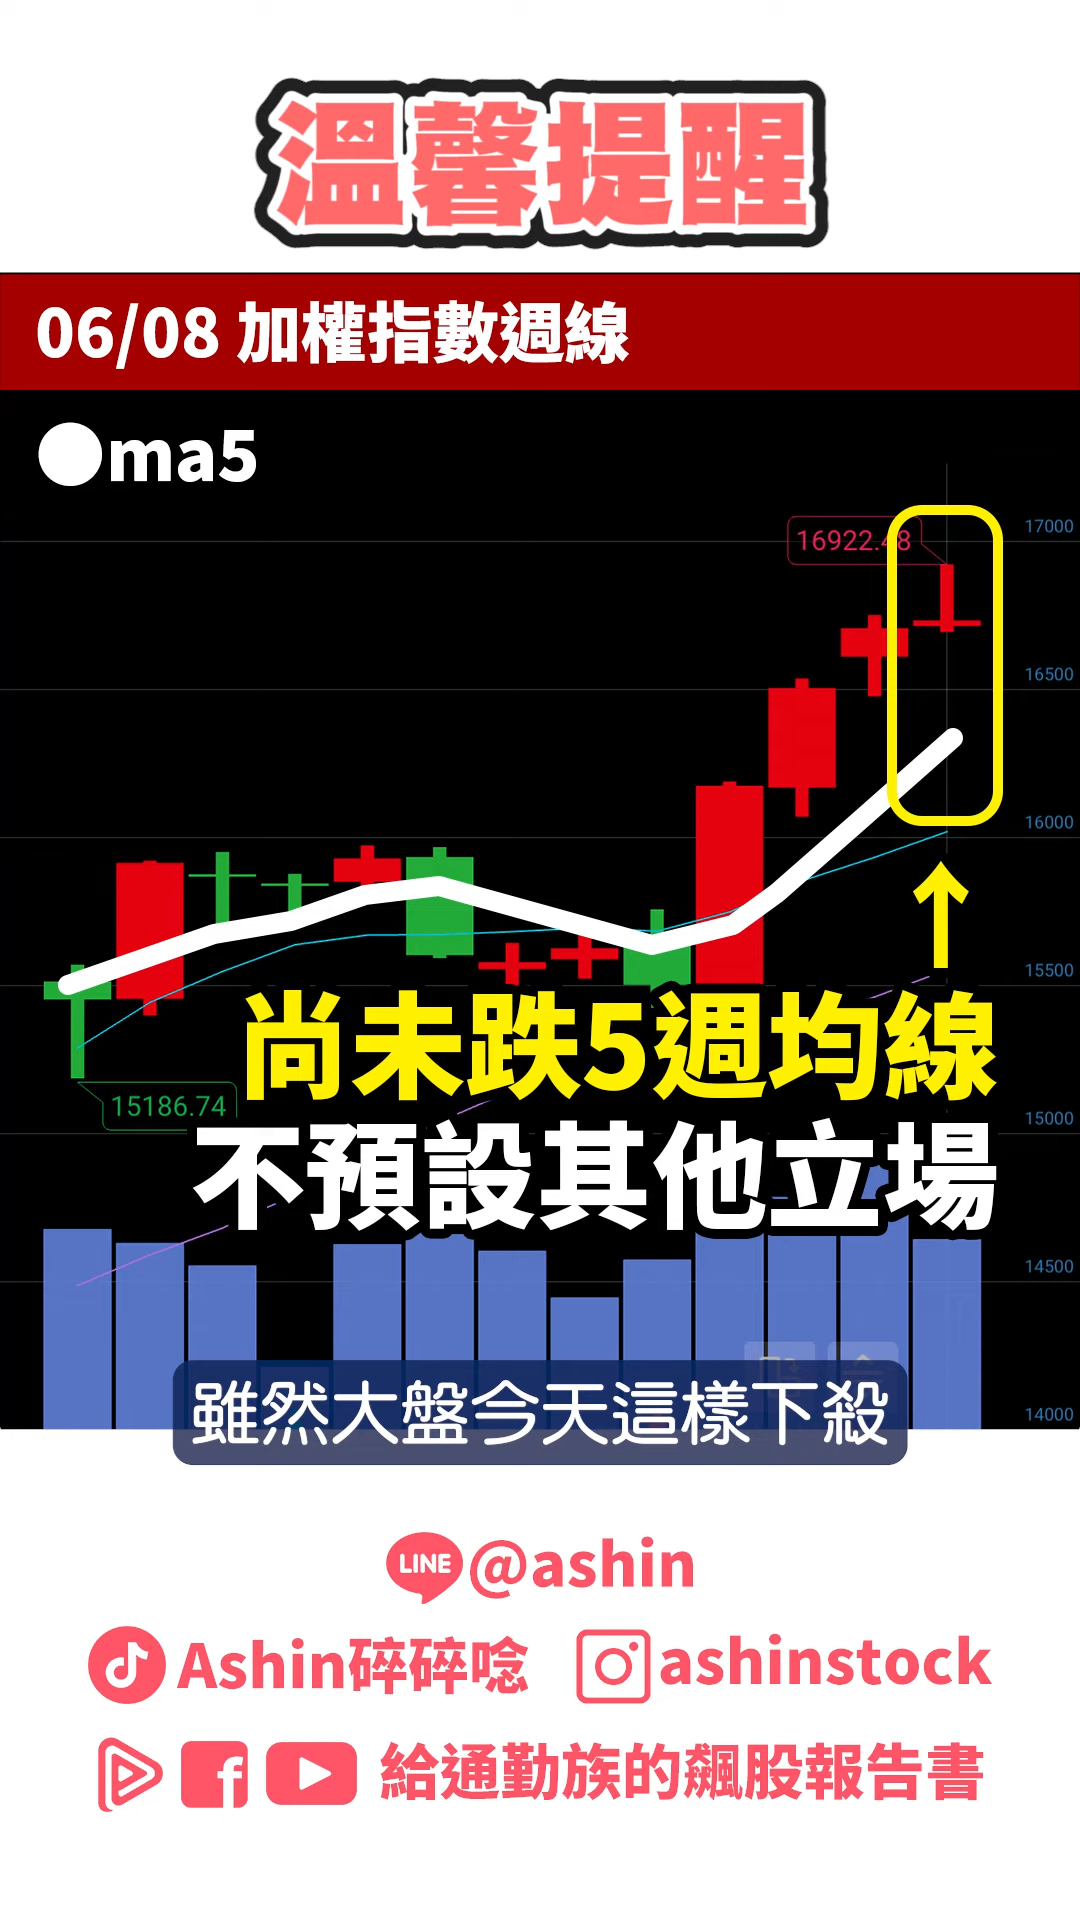 溫馨提醒
06/08 加權指數週線
ma5
16922.48
17000
16500
16000
15500
尚未跌5週均線
15186.74
15000
不預設其他立場
14500
雖然大盤今天這樣下殺
14000
LINE @ashin
Ashin碎碎唸 ashinstock
給通勤族的飆股報告書